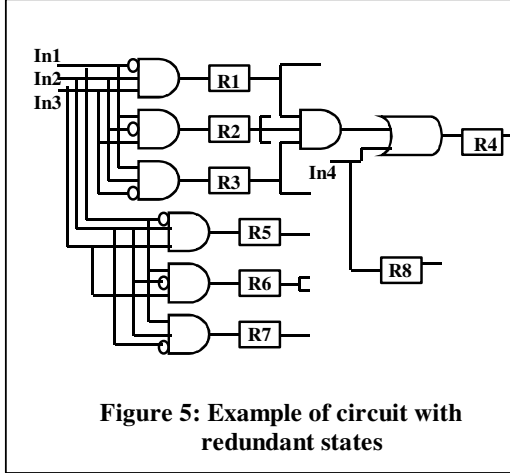 In1
In2
In3
R1
R2
R3
In4
R4
R5
R6
R7
R8
Figure 5: Example of circuit with
redundant states